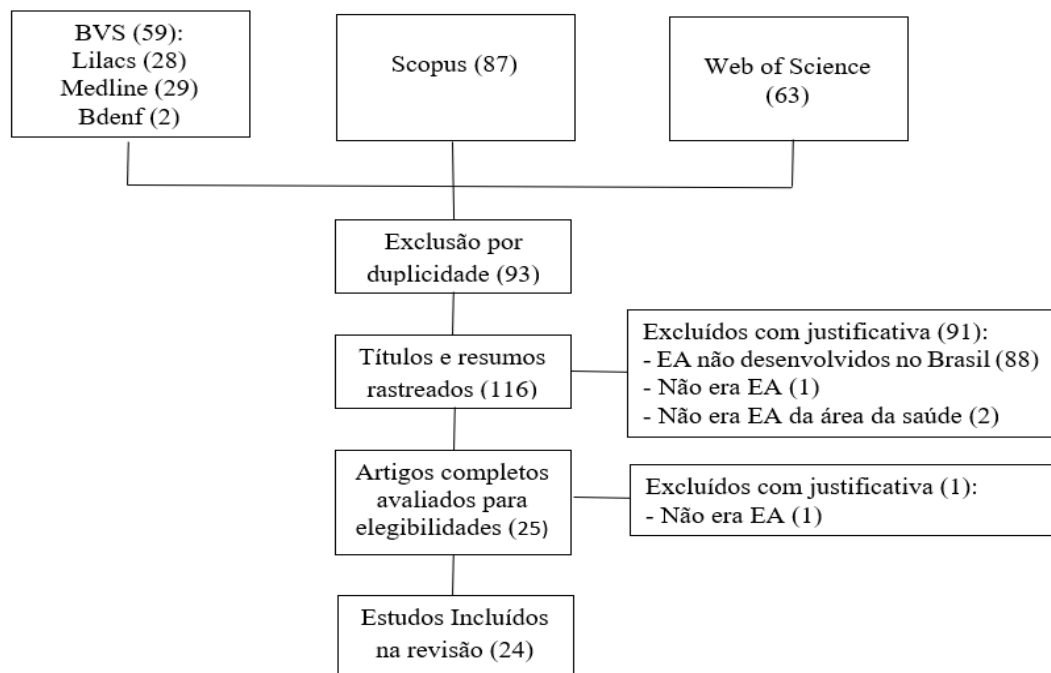 BVS (59):
Lilacs (28)
Medline (29)
Bdenf (2)
Scopus (87)
Web of Science
(63)
Exclusão por
duplicidade (93)
Títulos e resumos
rastreados (116)
Excluídos com justificativa (91):
- EA não desenvolvidos no Brasil (88)
- Não era EA (1)
- Não era EA da área da saúde (2)
Artigos completos
avaliados para
elegibilidades (25)
Excluídos com justificativa (1):
- Não era EA (1)
Estudos Incluídos
na revisão (24)